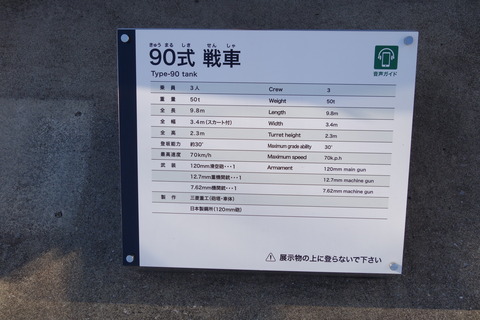 きゅう まる しき せん しゃ
90式 戦車
Type-90 tank
音声ガイド
乗 員 3人 Crew 3
重 量 50t Weight 50t
全 長 9.8m Length 9.8m
全 幅 3.4m(スカート付) Width 3.4m
全 高 2.3m Turret height 2.3m
登坂能力 約30° Maximum grade ability 30°
最高速度 70km/h Maximum speed 70k.p.h
武 装 120mm滑空砲･･･1 Armament 120mm main gun
12.7mm重機関銃･･･1 12.7mm machine gun
7.62mm機関銃･･･1 7.62mm machine gun
製 作 三菱重工(砲塔･車体)
日本製鋼所(120mm砲)
展示物の上に登らないで下さい